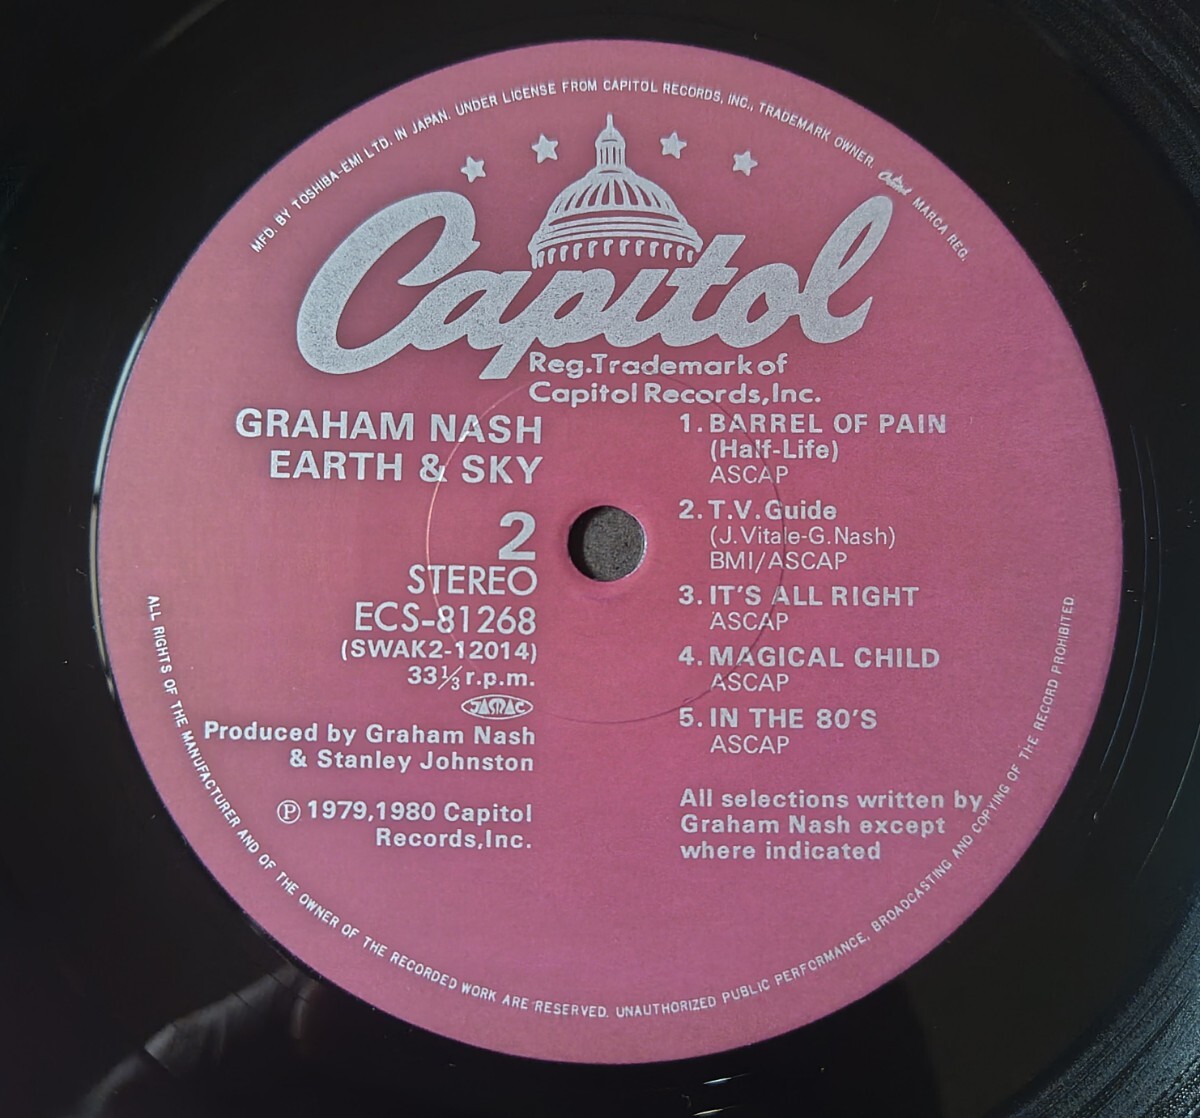 MFD. BY TOSHIBA-EMI LTD. IN JAPAN. UNDER LICENSE FROM CAPITOL RECORDS, INC., TRADEMARK OWNER. Capitol MARCA REG.
Capitol
Reg.Trademark of
Capitol Records,Inc.
GRAHAM NASH
EARTH & SKY
2
STEREO
ECS-81268
(SWAK2-12014)
33⅓ r.p.m.
JASRAC
Produced by Graham Nash
& Stanley Johnston
Ⓟ 1979,1980 Capitol
Records,Inc.
1. BARREL OF PAIN
(Half-Life)
ASCAP
2. T.V.Guide
(J.Vitale-G.Nash)
BMI/ASCAP
3. IT'S ALL RIGHT
ASCAP
4. MAGICAL CHILD
ASCAP
5. IN THE 80'S
ASCAP
All selections written by
Graham Nash except
where indicated
ALL RIGHTS OF THE MANUFACTURER AND OF THE OWNER OF THE RECORDED WORK ARE RESERVED. UNAUTHORIZED PUBLIC PERFORMANCE, BROADCASTING AND COPYING OF THE RECORD PROHIBITED.